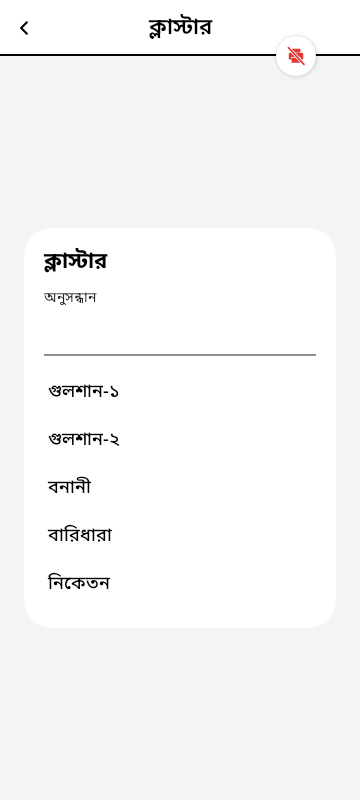 ক্লাস্টার
ক্লাস্টার
অনুসন্ধান
গুলশান-১
গুলশান-২
বনানী
বারিধারা
নিকেতন